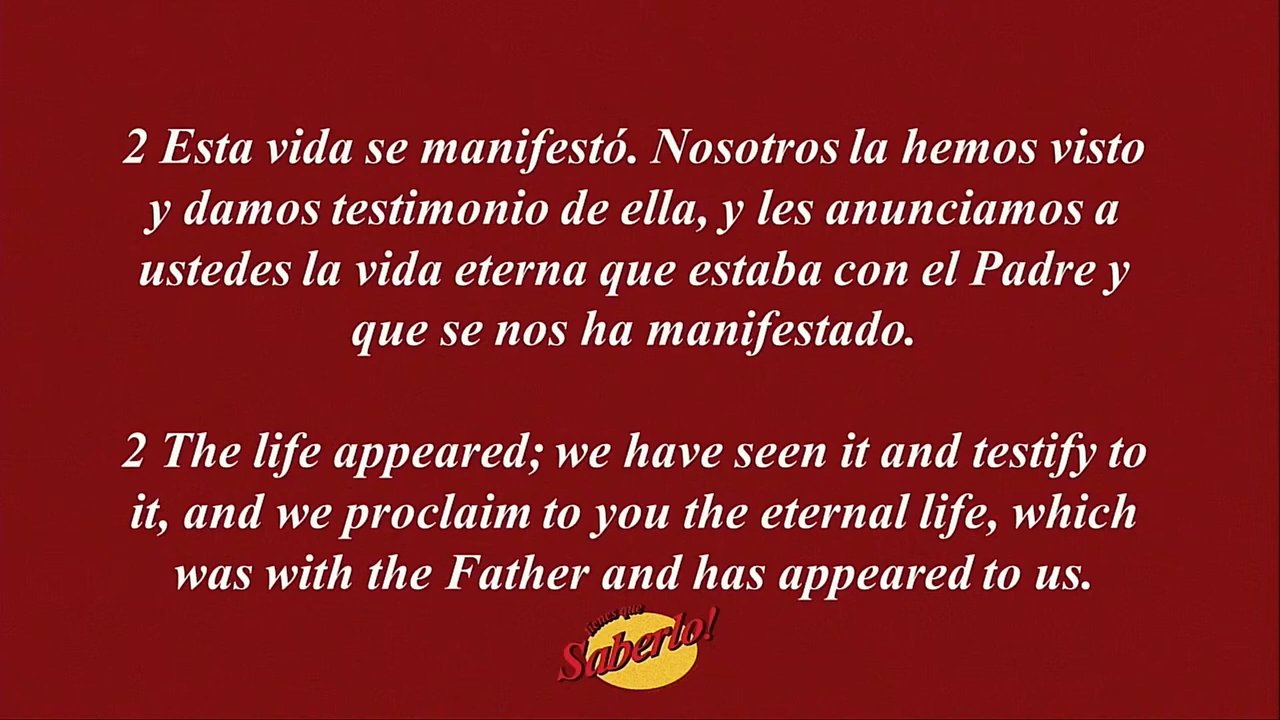 2 Esta vida se manifestó. Nosotros la hemos visto
y damos testimonio de ella, y les anunciamos a
ustedes la vida eterna que estaba con el Padre y
que se nos ha manifestado.
2 The life appeared; we have seen it and testify to
it, and we proclaim to you the eternal life, which
was with the Father and has appeared to us.
tienes que
Saberlo!